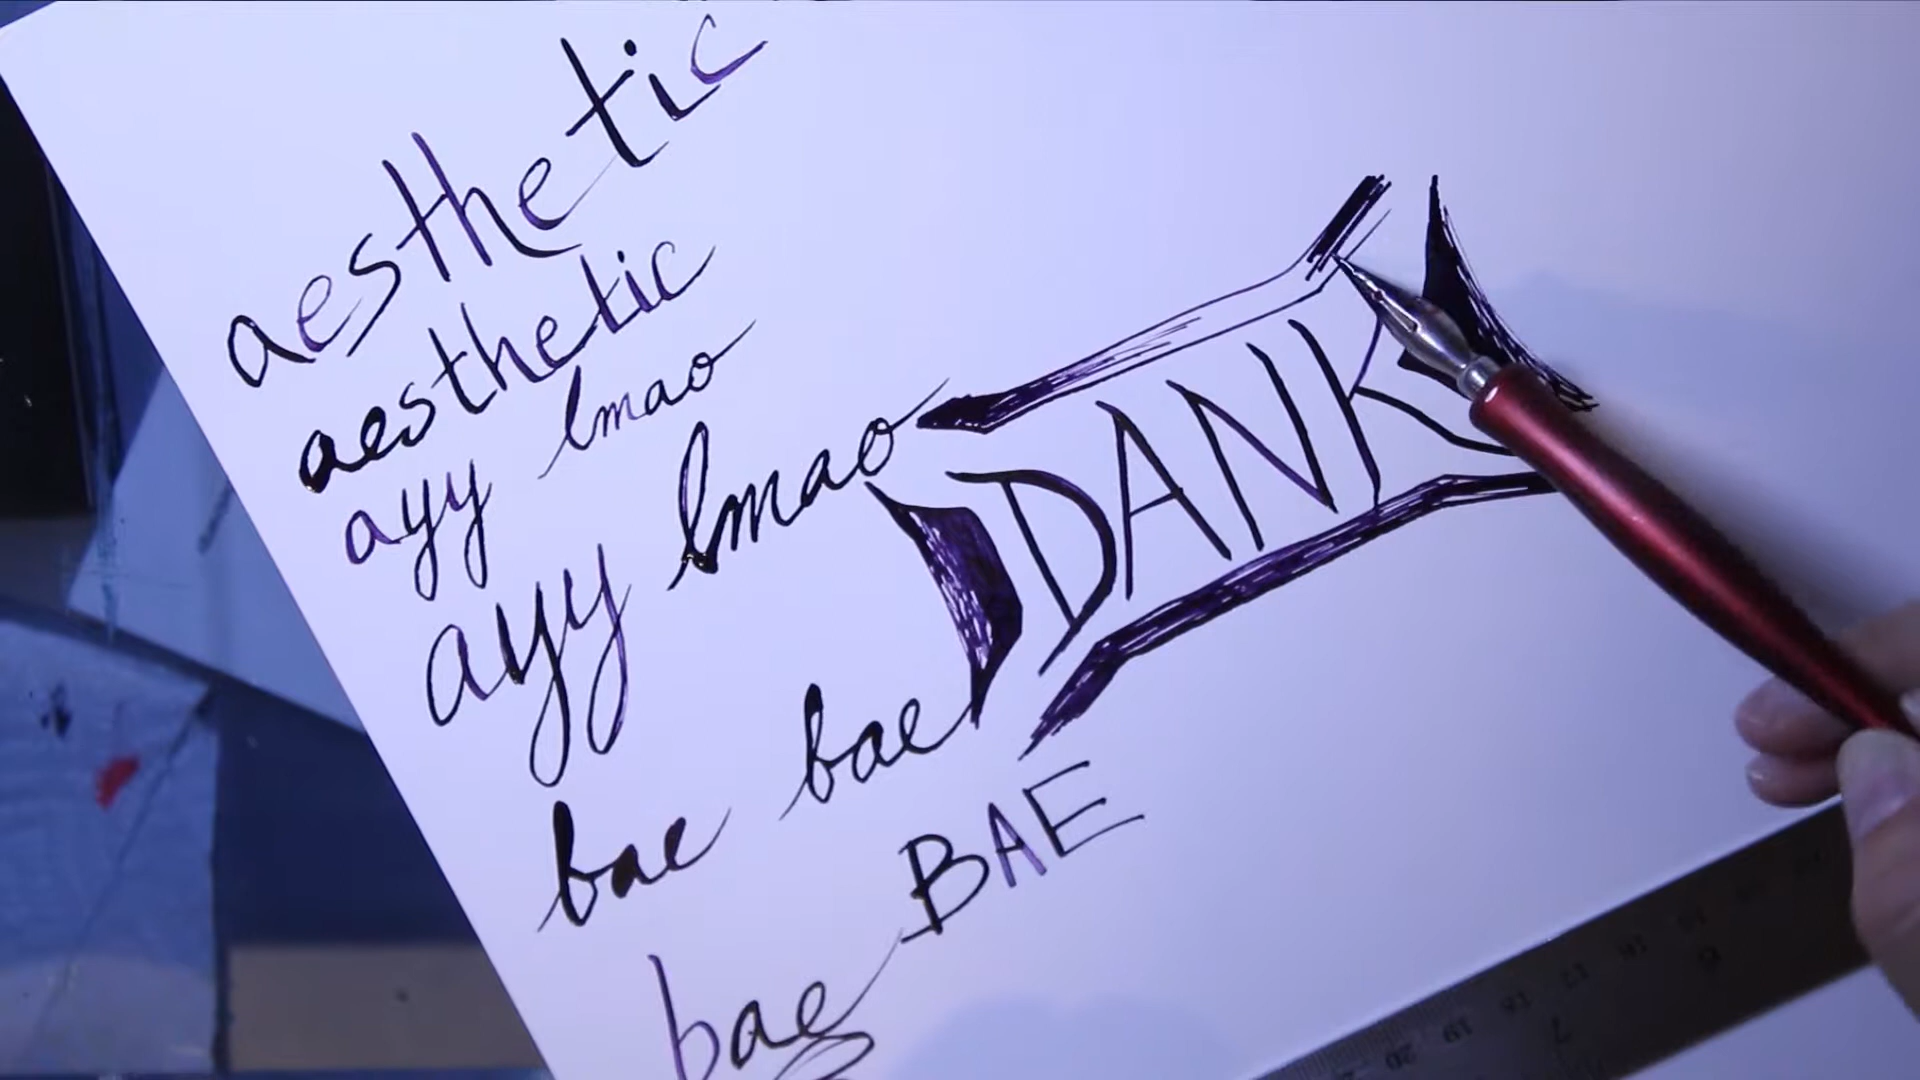 aesthetic
aesthetic
ayy lmao
ayy lmao
DANK
bae bae
BAE
bae